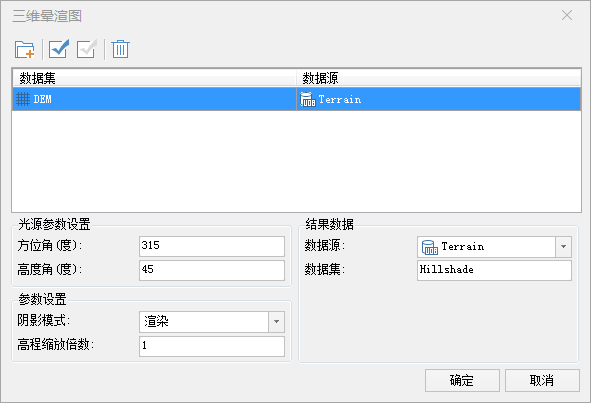 三维晕渲图
数据集 数据源
DEM Terrain
光源参数设置
方位角(度): 315
高度角(度): 45
参数设置
阴影模式: 渲染
高程缩放倍数: 1
结果数据
数据源: Terrain
数据集: Hillshade
确定 取消